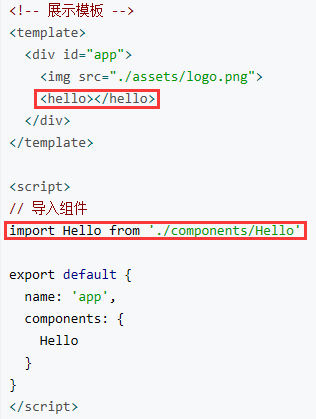 <!-- 展示模板 -->
<template>
  <div id="app">
    <img src="./assets/logo.png">
    <hello></hello>
  </div>
</template>

<script>
// 导入组件
import Hello from './components/Hello'

export default {
  name: 'app',
  components: {
    Hello
  }
}
</script>